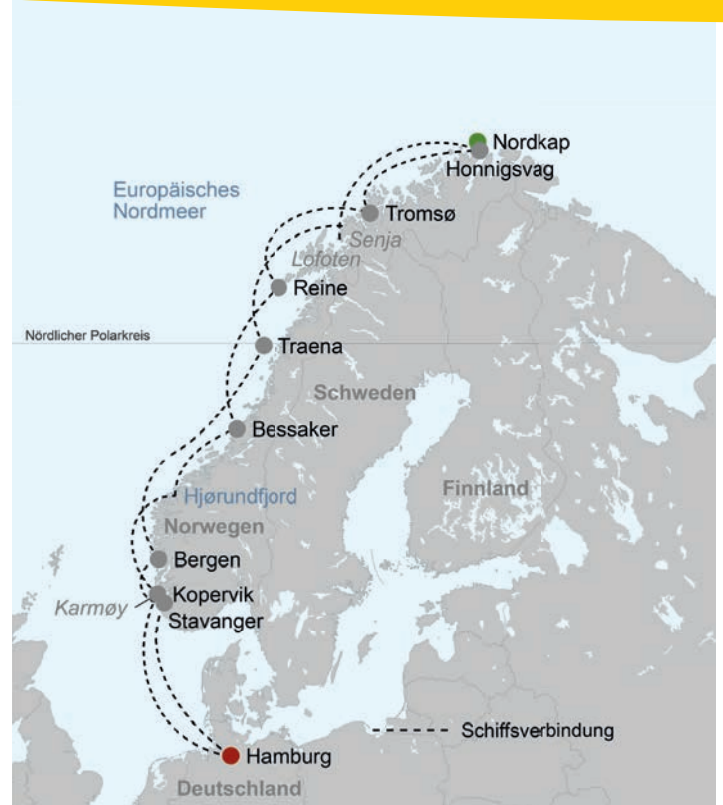 Nordkap
Honnigsvag
Europäisches
Nordmeer
Tromsø
Senja
Lofoten
Reine
Nördlicher Polarkreis
Traena
Schweden
Bessaker
Finnland
Hjørundfjord
Norwegen
Bergen
Kopervik
Karmøy
Stavanger
Schiffsverbindung
Hamburg
Deutschland